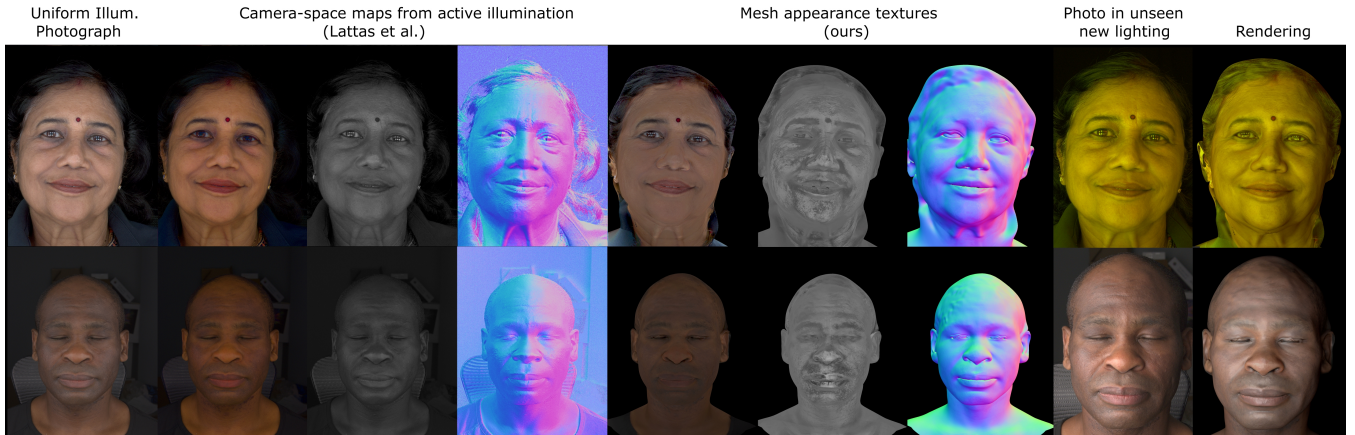 Uniform Illum.
Photograph
Camera-space maps from active illumination
(Lattas et al.)
Mesh appearance textures
(ours)
Photo in unseen
new lighting
Rendering